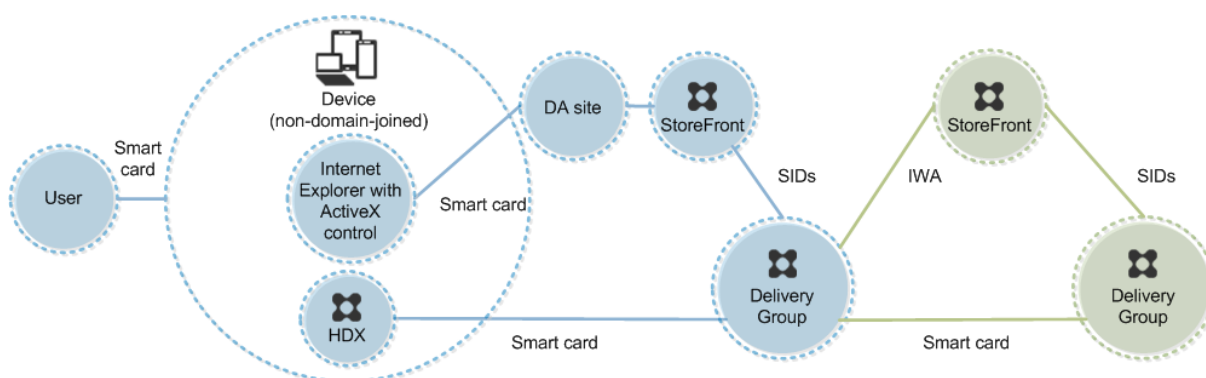 User
Smart
card
Device
(non-domain-joined)
Internet
Explorer with
ActiveX
control
HDX
Smart card
DA site
StoreFront
SIDs
Delivery
Group
Smart card
IWA
StoreFront
SIDs
Delivery
Group
Smart card